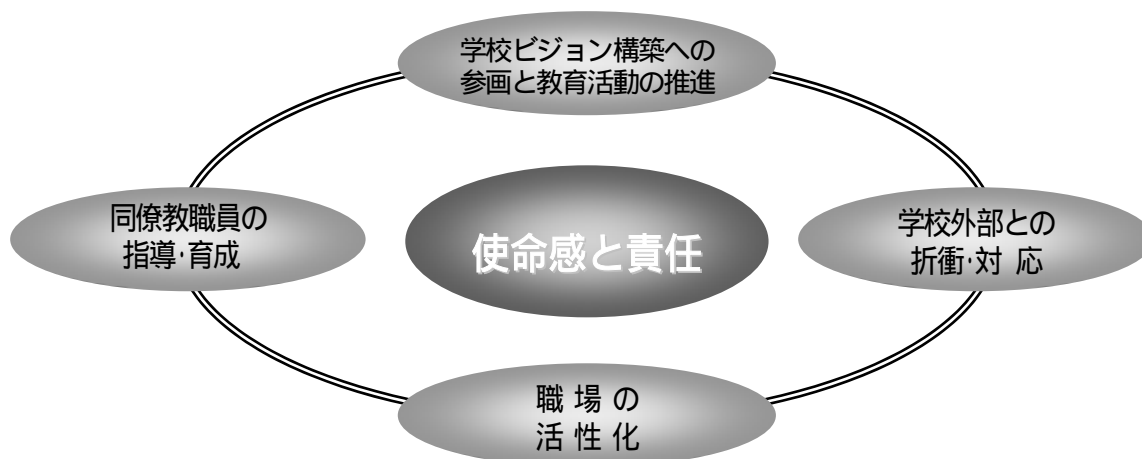 学校ビジョン構築への
参画と教育活動の推進
同僚教職員の
指導・育成
使命感と責任
学校外部との
折衝・対 応
職 場 の
活 性 化